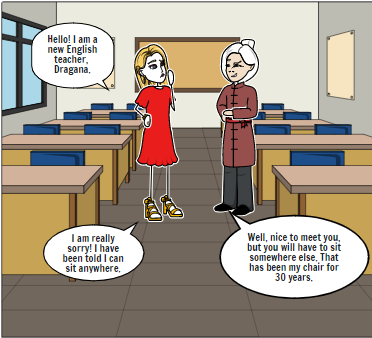 Hello! I am a
new English
teacher,
Dragana.
Well, nice to meet you,
but you will have to sit
somewhere else. That
has been my chair for
30 years.
I am really
sorry! I have
been told I can
sit anywhere.